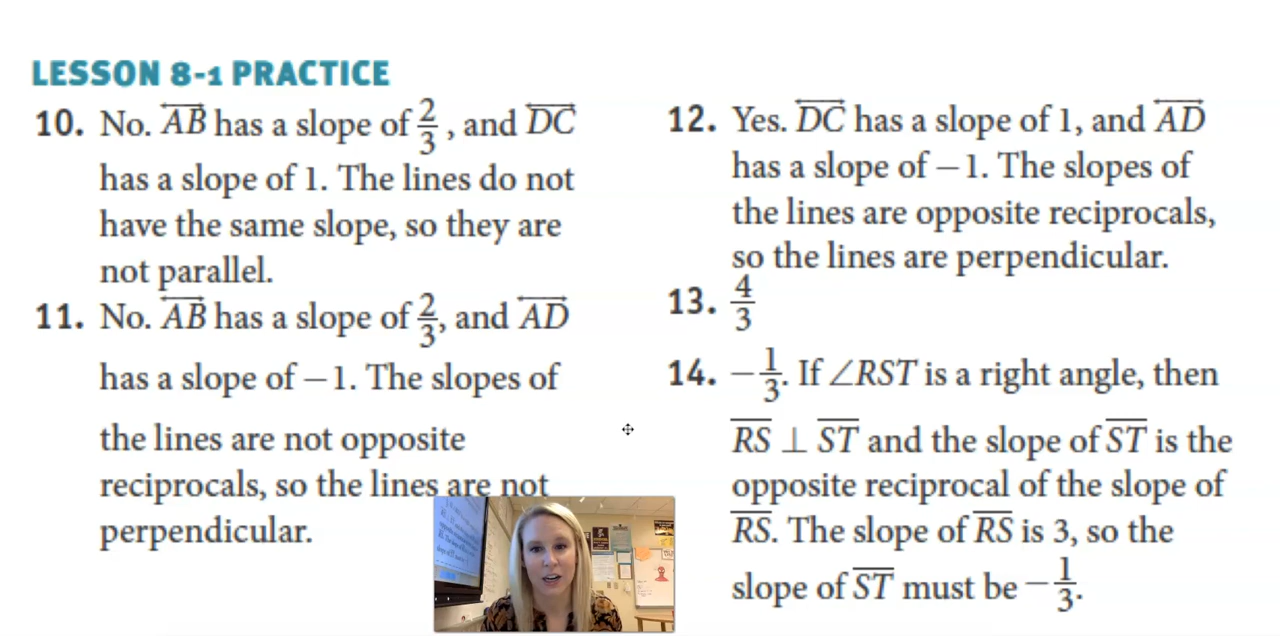 LESSON 8-1 PRACTICE
10. No. AB has a slope of 2/3, and DC
has a slope of 1. The lines do not
have the same slope, so they are
not parallel.
11. No. AB has a slope of 2/3, and AD
has a slope of −1. The slopes of
the lines are not opposite
reciprocals, so the lines are not
perpendicular.
12. Yes. DC has a slope of 1, and AD
has a slope of −1. The slopes of
the lines are opposite reciprocals,
so the lines are perpendicular.
13. 4/3
14. −1/3. If ∠RST is a right angle, then
RS ⊥ ST and the slope of ST is the
opposite reciprocal of the slope of
RS. The slope of RS is 3, so the
slope of ST must be −1/3.